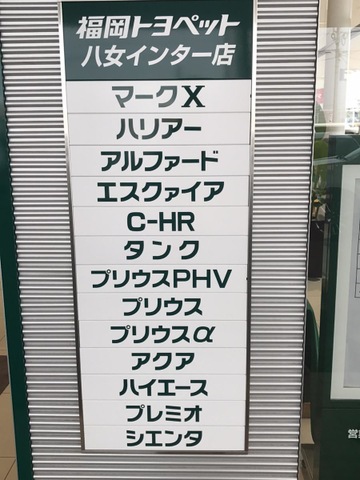 福岡トヨペット
八女インター店
マークX
ハリアー
アルファード
エスクァイア
C-HR
タンク
プリウスPHV
プリウス
プリウスα
アクア
ハイエース
プレミオ
シエンタ